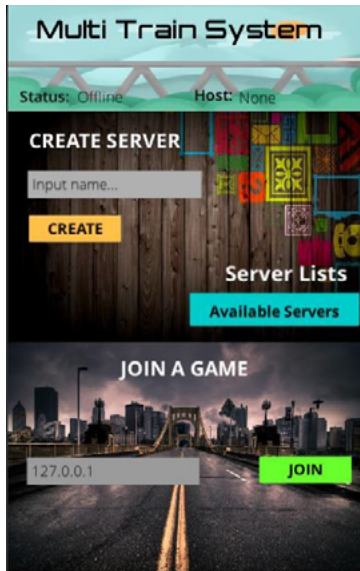 Multi Train System
Status: Offline Host: None
CREATE SERVER
Input name...
CREATE
Server Lists
Available Servers
JOIN A GAME
127.0.0.1
JOIN